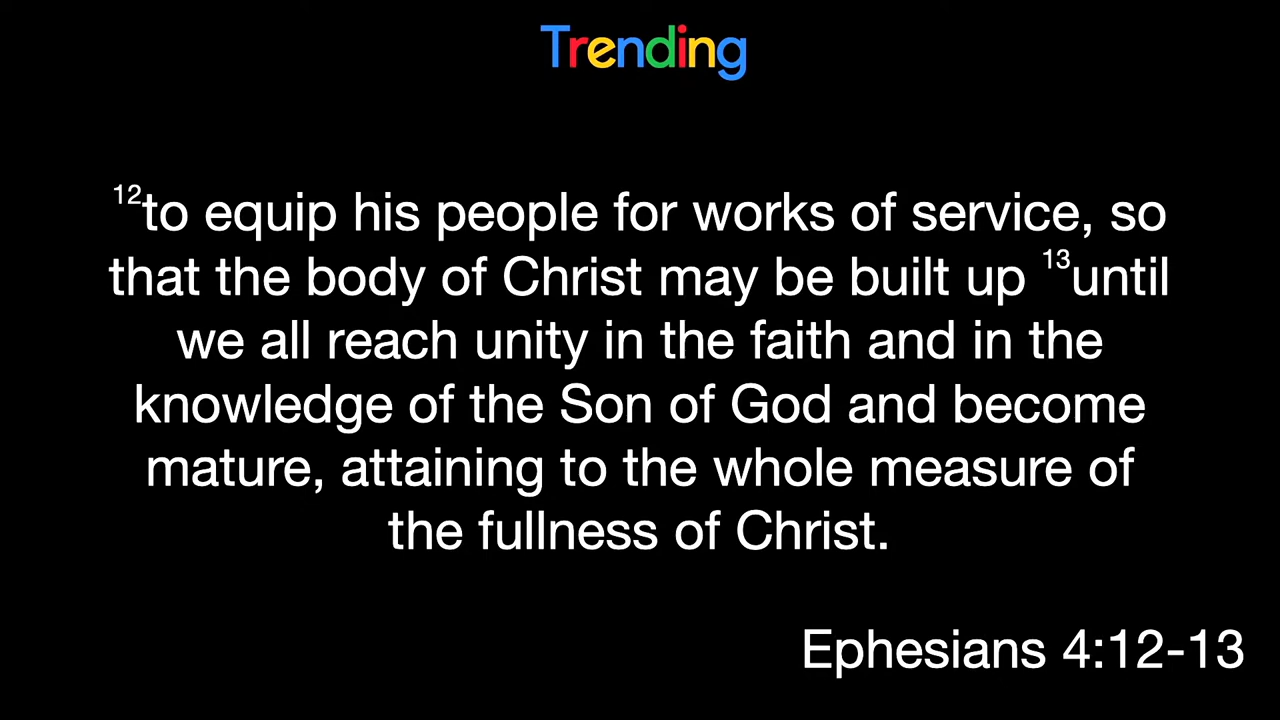 Trending
12to equip his people for works of service, so
that the body of Christ may be built up 13until
we all reach unity in the faith and in the
knowledge of the Son of God and become
mature, attaining to the whole measure of
the fullness of Christ.
Ephesians 4:12-13